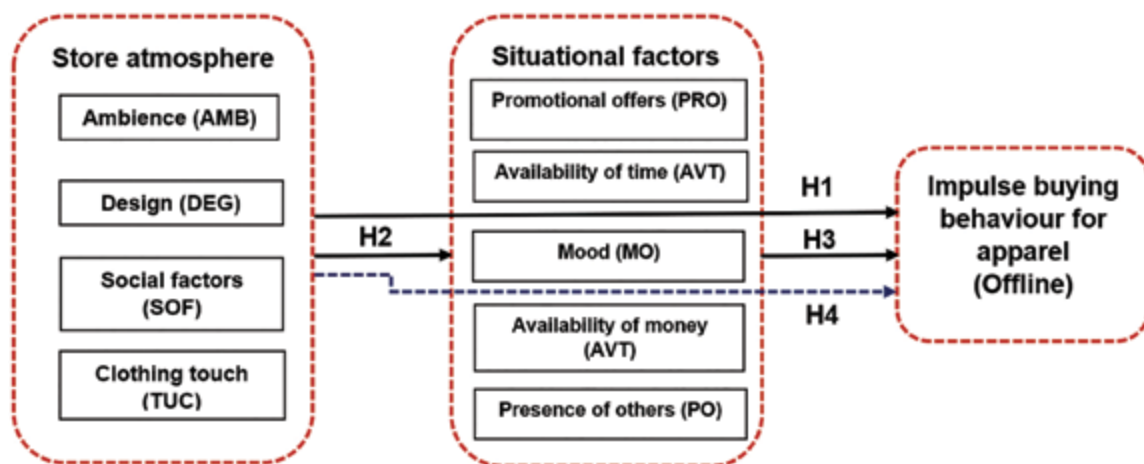 Store atmosphere
Ambience (AMB)
Design (DEG)
Social factors
(SOF)
Clothing touch
(TUC)
H2
Situational factors
Promotional offers (PRO)
Availability of time (AVT)
Mood (MO)
Availability of money
(AVT)
Presence of others (PO)
H1
H3
H4
Impulse buying
behaviour for
apparel
(Offline)